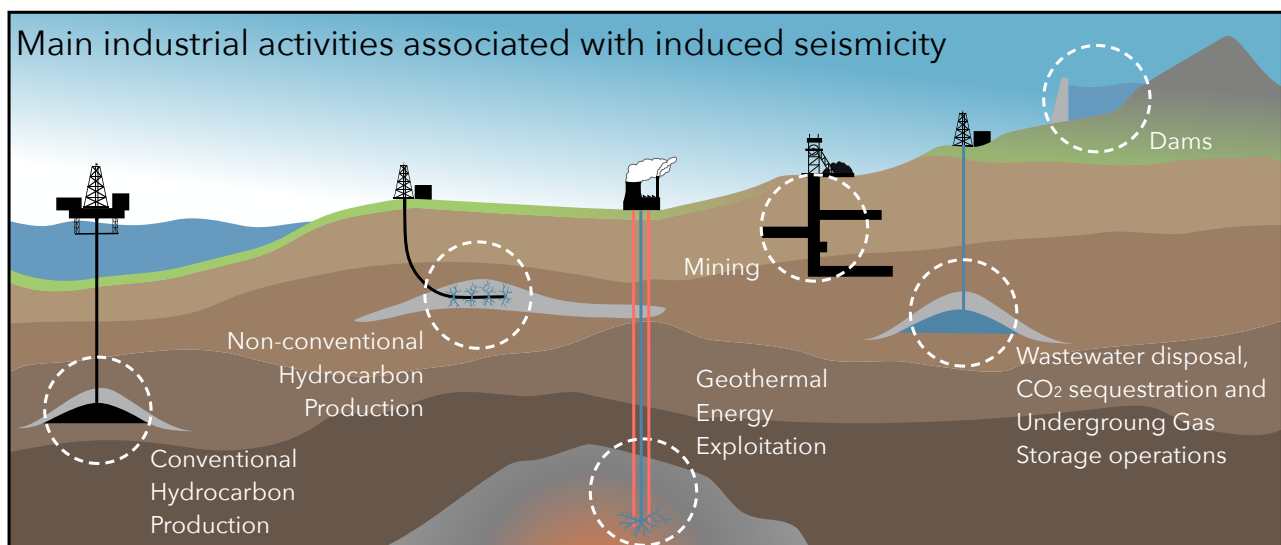 Main industrial activities associated with induced seismicity
Dams
Mining
Non-conventional
Hydrocarbon
Production
Geothermal
Energy
Exploitation
Wastewater disposal,
CO₂ sequestration and
Undergroung Gas
Storage operations
Conventional
Hydrocarbon
Production